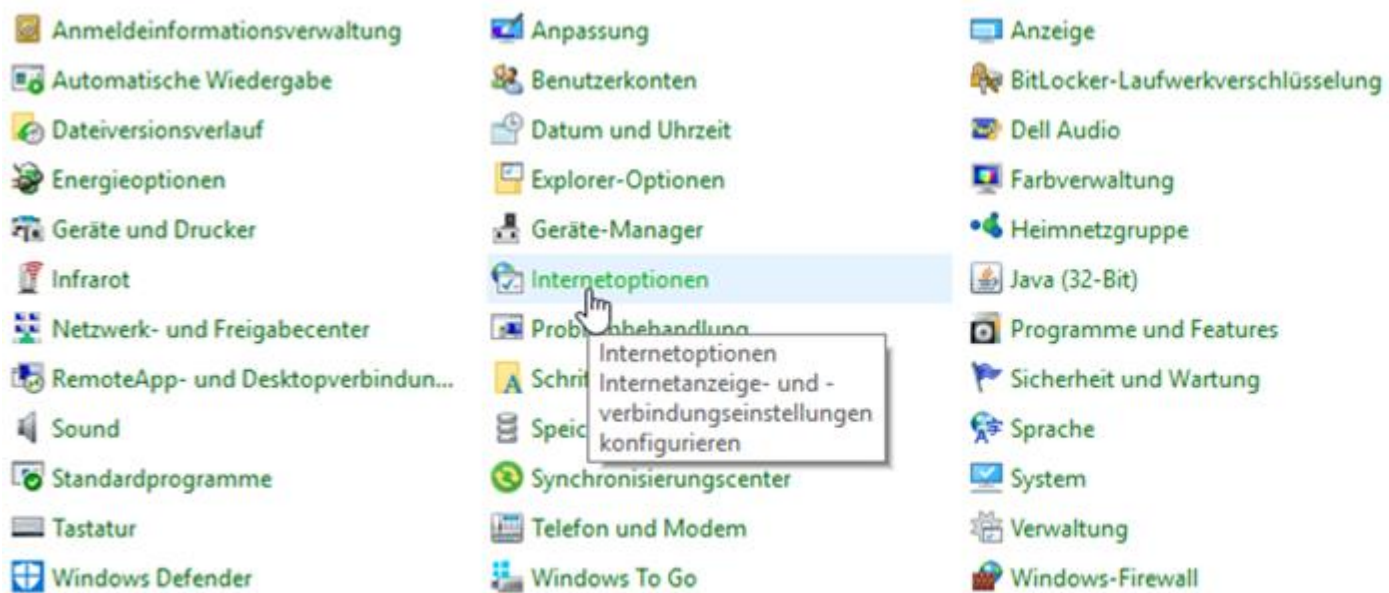 Anmeldeinformationsverwaltung
Anpassung
Anzeige
Automatische Wiedergabe
Benutzerkonten
BitLocker-Laufwerkverschlüsselung
Dateiversionsverlauf
Datum und Uhrzeit
Dell Audio
Energieoptionen
Explorer-Optionen
Farbverwaltung
Geräte und Drucker
Geräte-Manager
Heimnetzgruppe
Infrarot
Internetoptionen
Java (32-Bit)
Netzwerk- und Freigabecenter
Problembehandlung
Programme und Features
RemoteApp- und Desktopverbindun...
Sicherheit und Wartung
Internetoptionen
Internetanzeige- und -
verbindungseinstellungen
konfigurieren
Sound
Sprache
Standardprogramme
Synchronisierungscenter
System
Tastatur
Telefon und Modem
Verwaltung
Windows Defender
Windows To Go
Windows-Firewall